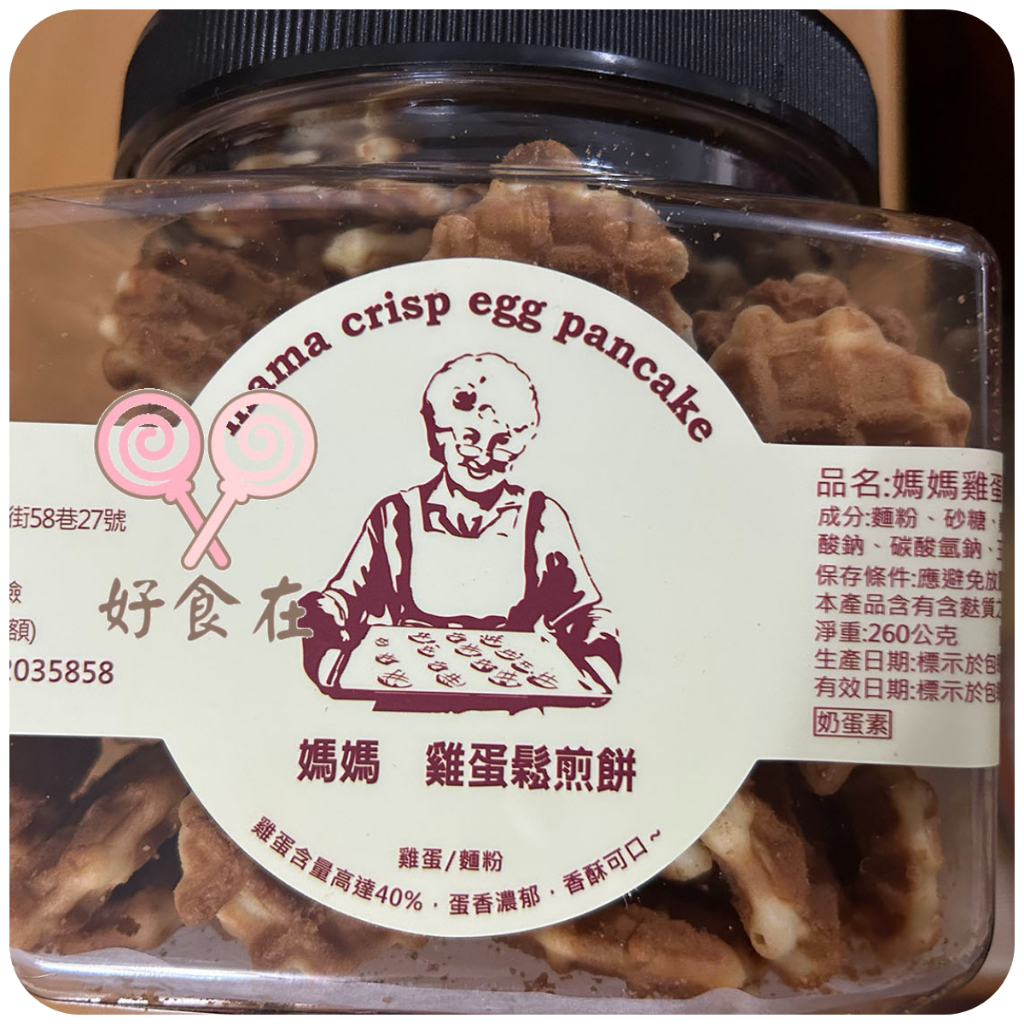 mama crisp egg pancake
媽媽 雞蛋鬆煎餅
雞蛋/麵粉
雞蛋含量高達40%，蛋香濃郁，香酥可口~
好食在
街58巷27號
險
額)
2035858
品名:媽媽雞蛋
成分:麵粉、砂糖、
酸鈉、碳酸氫鈉、
保存條件:應避免放
本產品含有含麩質
淨重:260公克
生產日期:標示於包
有效日期:標示於包
奶蛋素